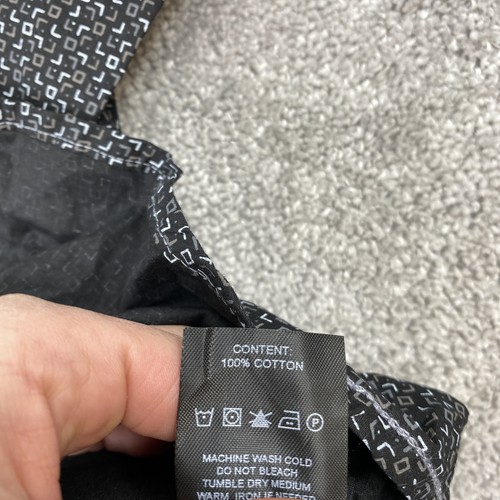 CONTENT:
100% COTTON
P
MACHINE WASH COLD
DO NOT BLEACH
TUMBLE DRY MEDIUM
WARM IRON IF NEEDED